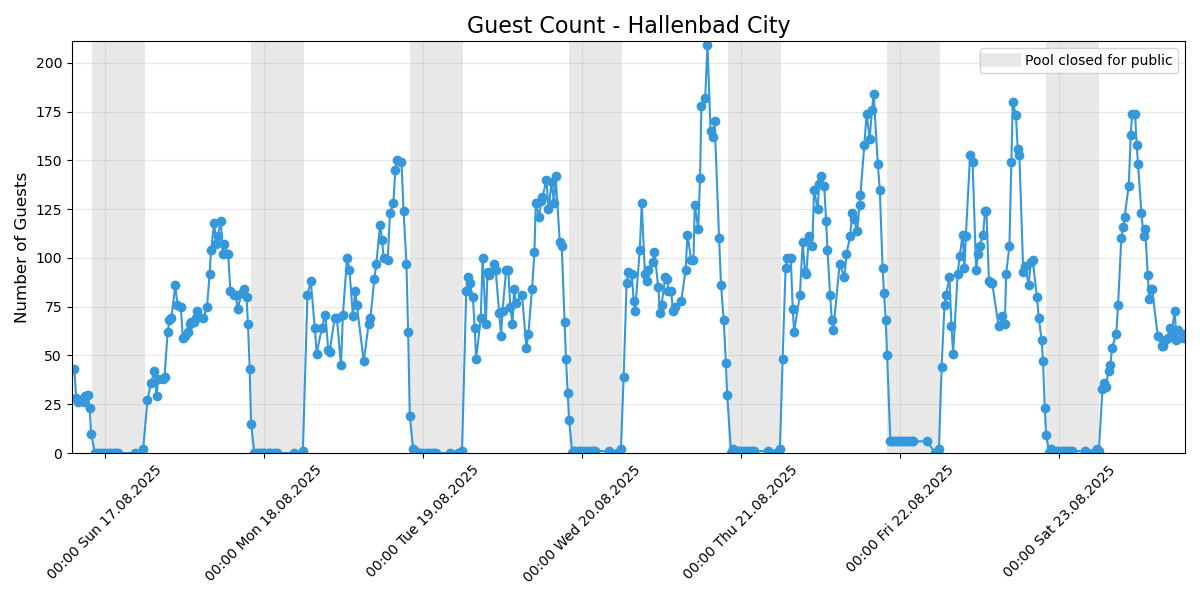 Guest Count - Hallenbad City
Pool closed for public
Number of Guests
200
175
150
125
100
75
50
25
0
00:00 Sun 17.08.2025
00:00 Mon 18.08.2025
00:00 Tue 19.08.2025
00:00 Wed 20.08.2025
00:00 Thu 21.08.2025
00:00 Fri 22.08.2025
00:00 Sat 23.08.2025